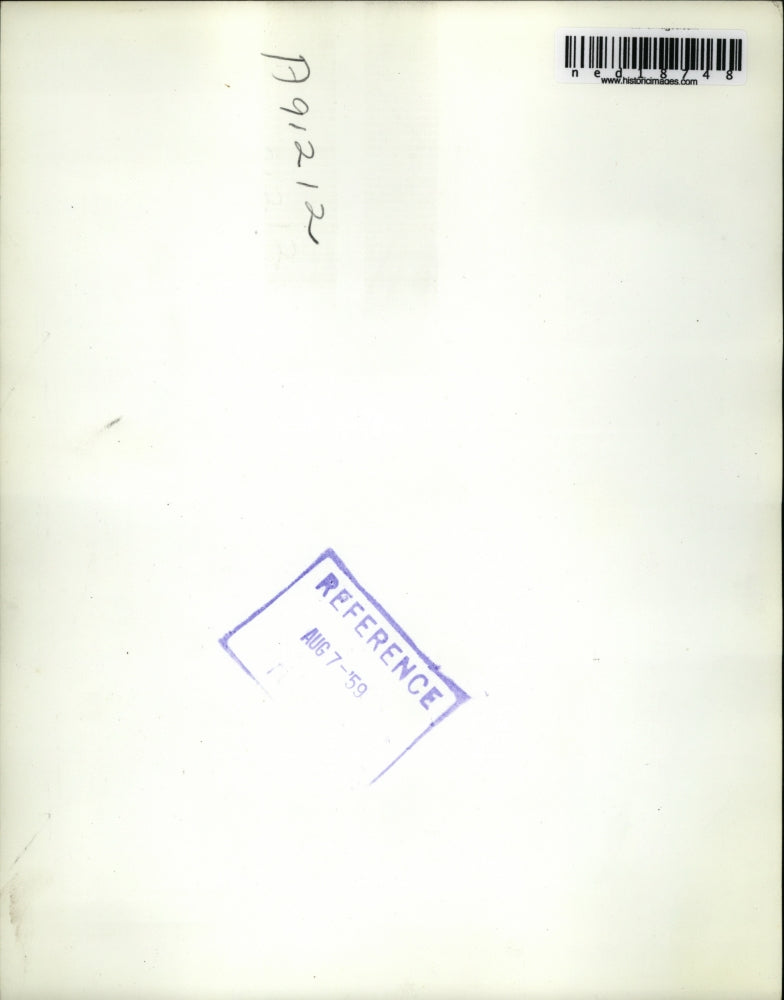 A91212
ned18748
www.historicimages.com
REFERENCE
AUG 7-'59